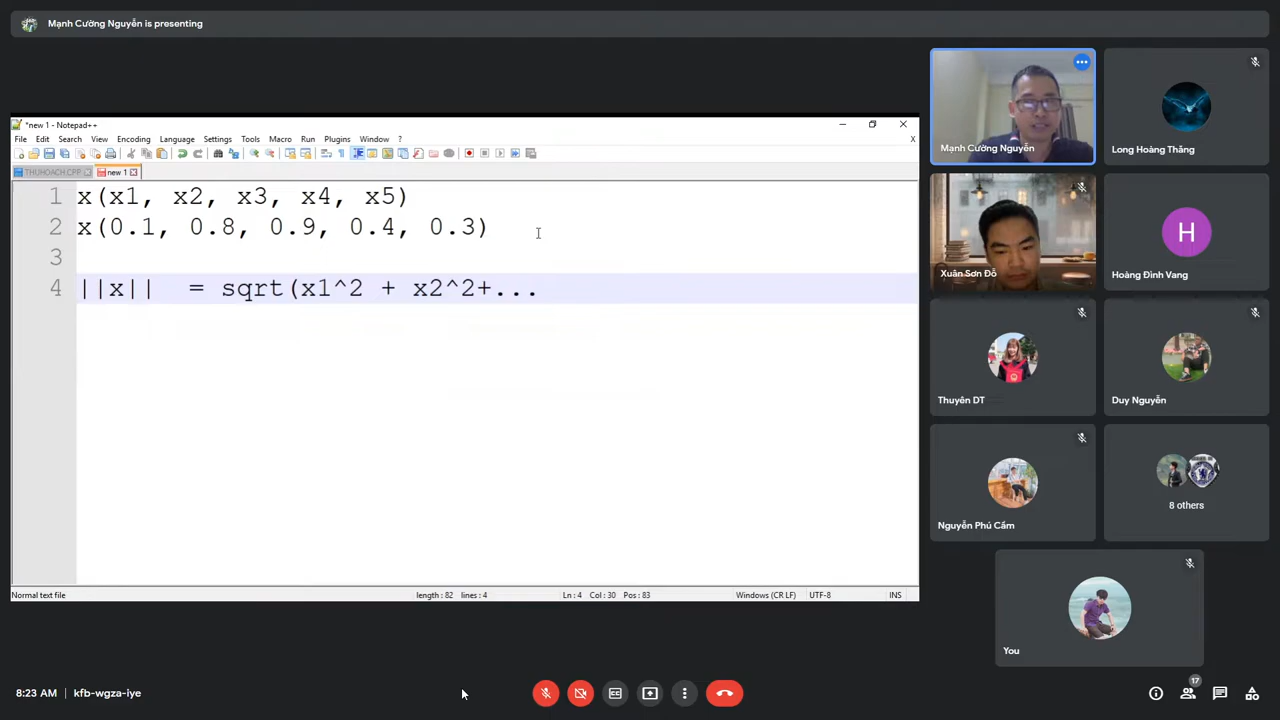 Mạnh Cường Nguyễn is presenting
*new 1 - Notepad++
File Edit Search View Encoding Language Settings Tools Macro Run Plugins Window ?
X
THUHOACH.CPP new 1
1 x(x1, x2, x3, x4, x5)
2 x(0.1, 0.8, 0.9, 0.4, 0.3)
3
4 ||x||  = sqrt(x1^2 + x2^2+...
Normal text file length : 82 lines : 4 Ln : 4 Col : 30 Pos : 83 Windows (CR LF) UTF-8 INS
Mạnh Cường Nguyễn
Long Hoàng Thăng
Xuân Sơn Đỗ
H
Hoàng Đình Vang
Thuyên DT
Duy Nguyễn
Nguyễn Phú Cầm
8 others
You
8:23 AM kfb-wgza-iye
17